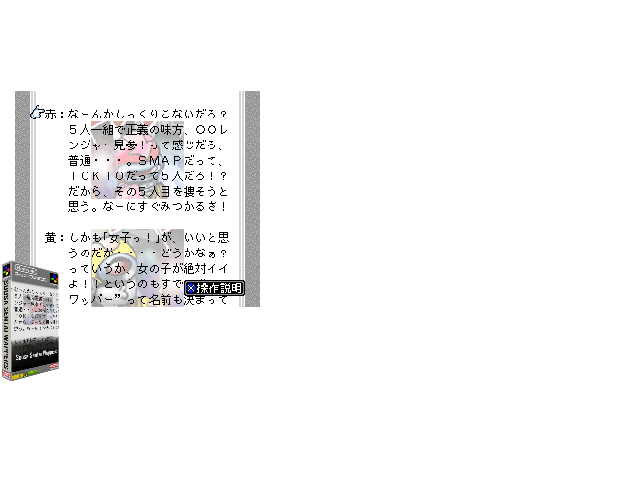 赤：なーんかしっくりこないだろ？
５人一組で正義の味方、〇〇レ
ンジャー見参！って感じだろ、
普通・・・。ＳＭＡＰだって、
ＴＯＫＩＯだって５人だろ！？
だから、その５人目を捜そうと
思う。なーにすぐみつかるさ！
黄：しかも「女子っ！」が、いいと思
うのだが・・・・どうかなぁ？
っていうか、女の子が絶対イイ
よ！！というのもすで
操作説明
ワッパー”って名前も決まって
SOUSA SENTAI WAPPERS
Sousa Sentai Wappers